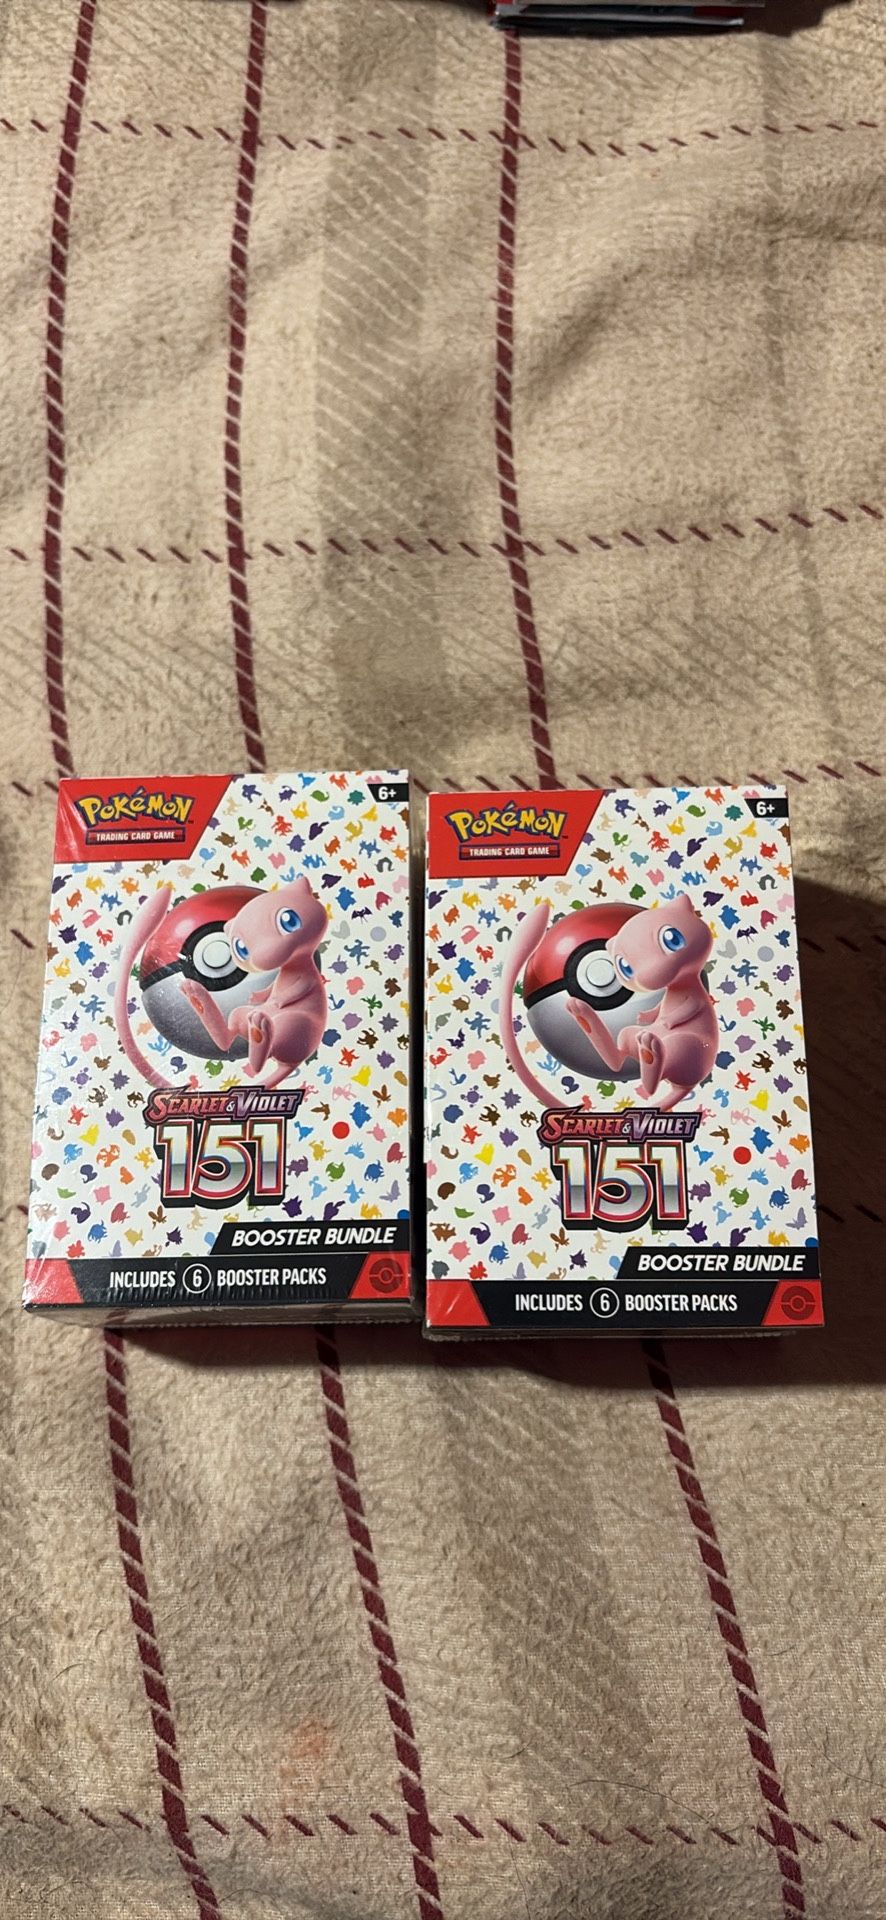 POKéMON
TRADING CARD GAME
6+
SCARLET & VIOLET
151
BOOSTER BUNDLE
INCLUDES 6 BOOSTER PACKS
POKéMON
TRADING CARD GAME
6+
SCARLET & VIOLET
151
BOOSTER BUNDLE
INCLUDES 6 BOOSTER PACKS